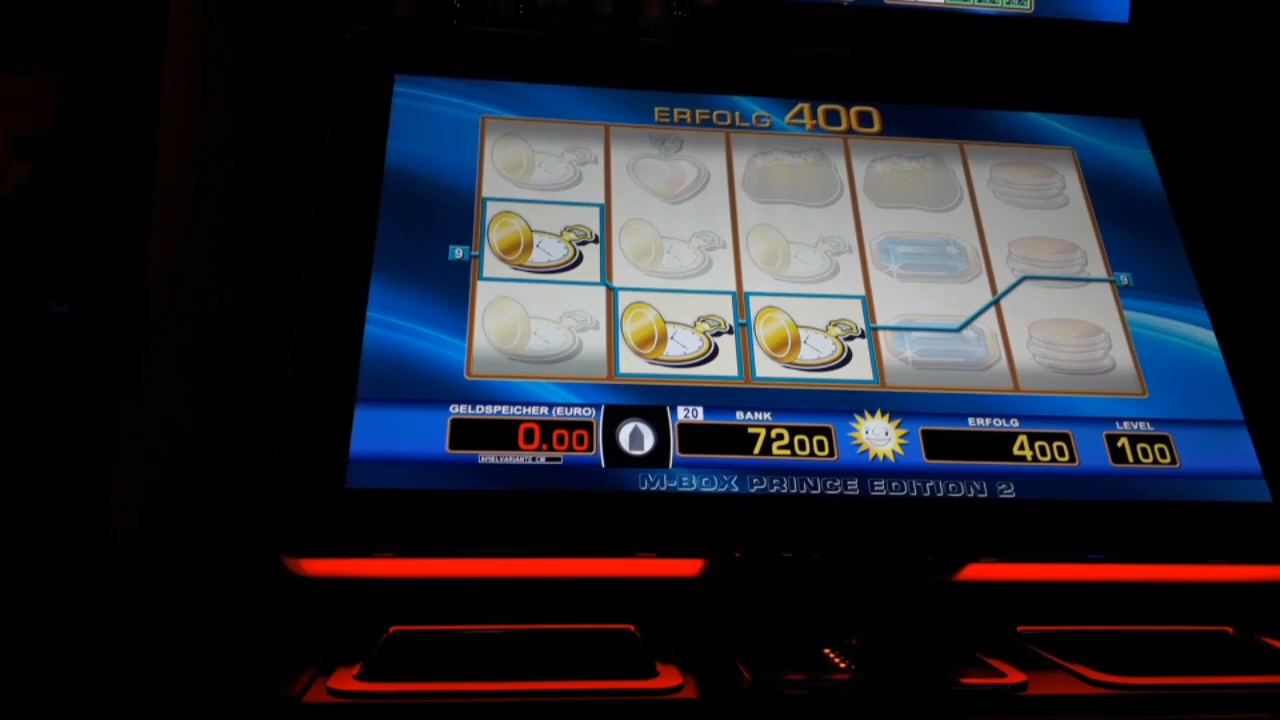 ERFOLG 400
9
9
GELDSPEICHER (EURO)
20 BANK
ERFOLG
LEVEL
0.00
7200
400
100
SPIELVARIANTE €/M
M-BOX PRINCE EDITION 2